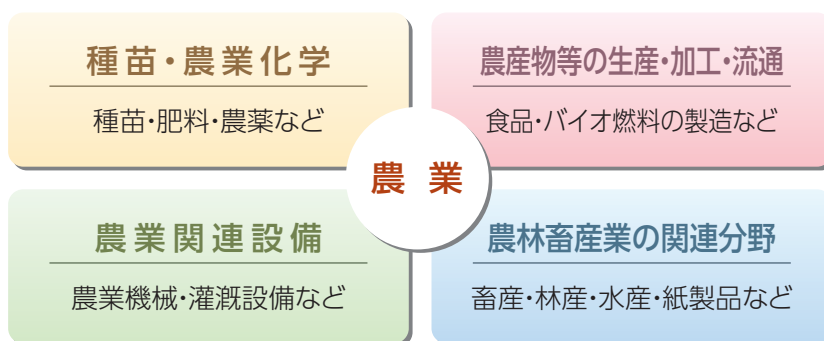 種苗・農業化学
種苗・肥料・農薬など
農産物等の生産・加工・流通
食品・バイオ燃料の製造など
農業
農業関連設備
農業機械・灌漑設備など
農林畜産業の関連分野
畜産・林産・水産・紙製品など